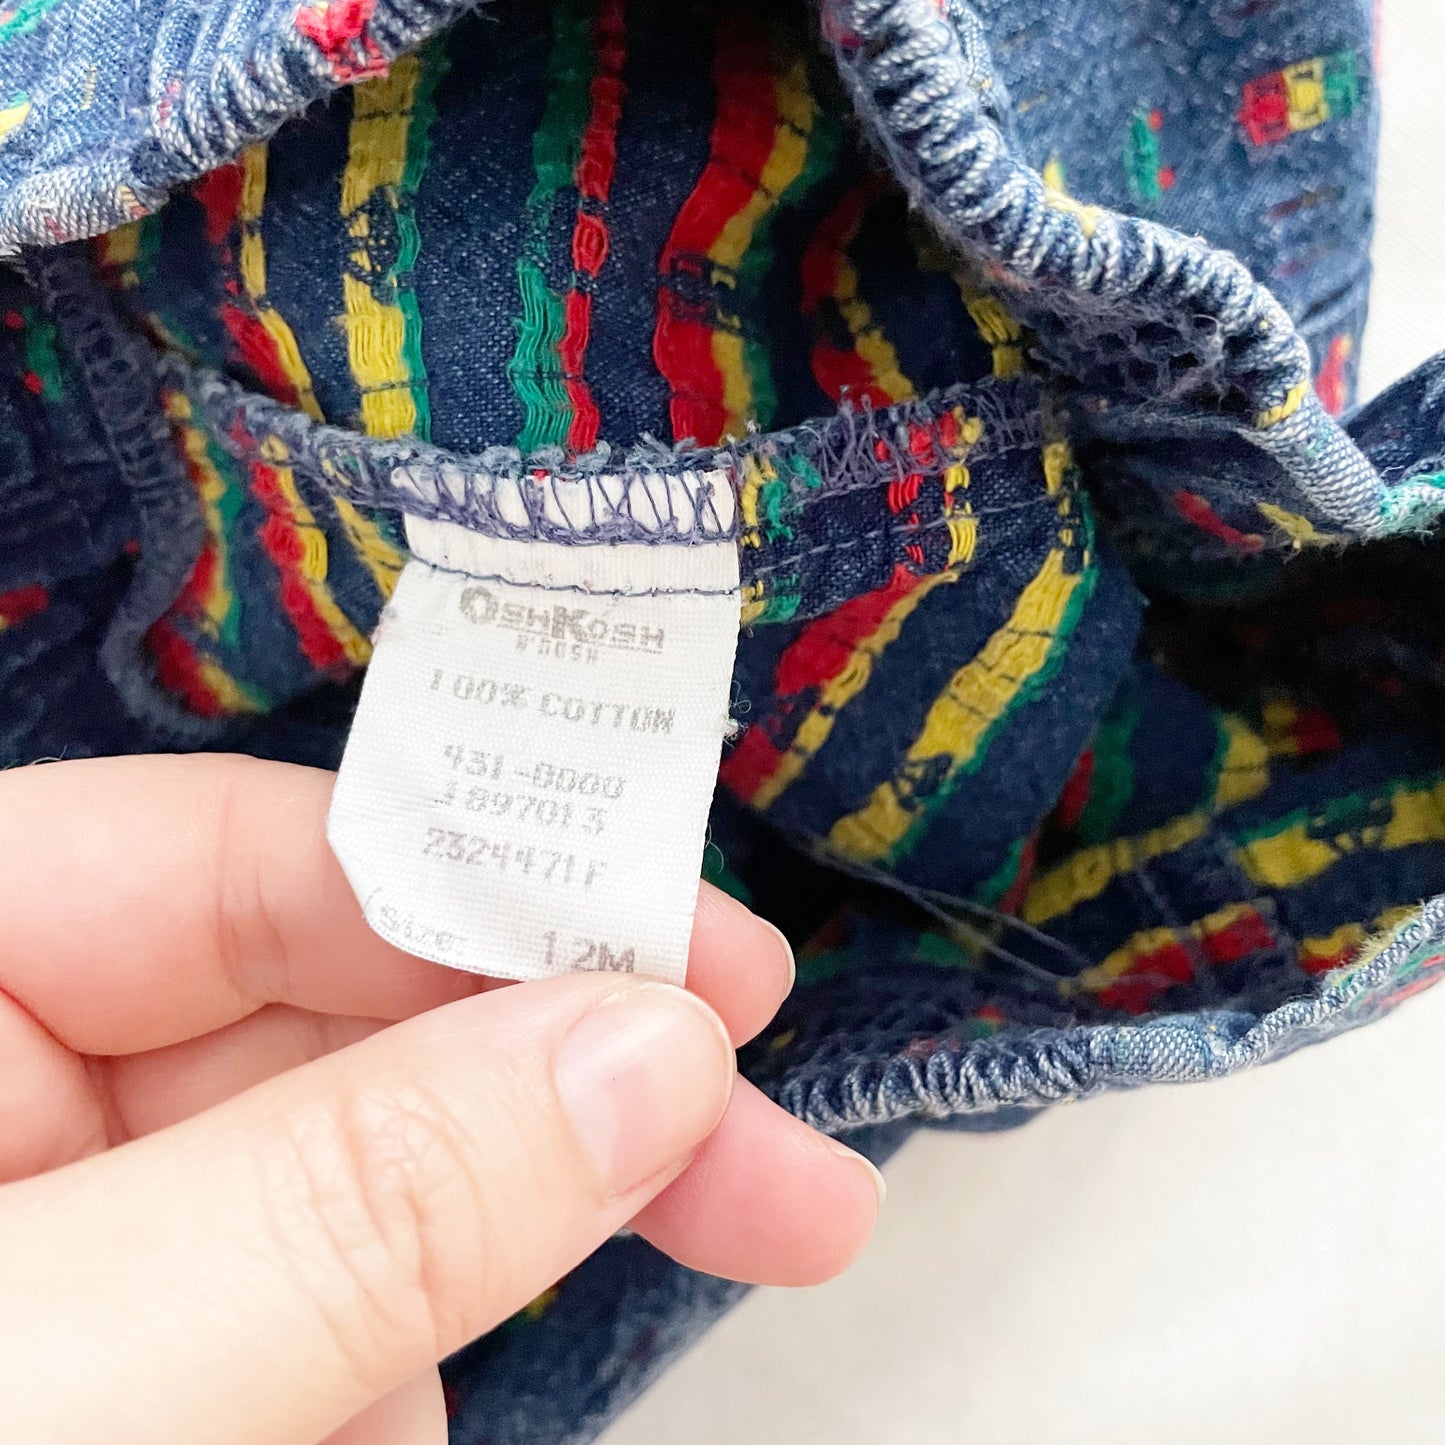 OshKosh
B'GOSH
100% COTTON
431-0000
1897013
2324471F
Size: 12M